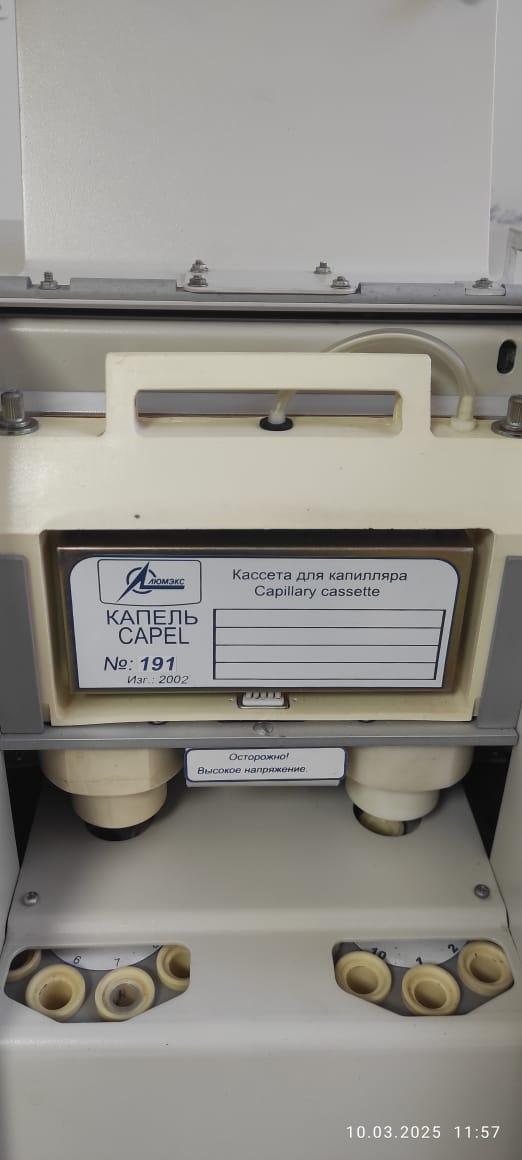 ЛЮМЭКС
КАПЕЛЬ
CAPEL
№: 191
Изг.: 2002
Кассета для капилляра
Capillary cassette
Осторожно!
Высокое напряжение.
6 7
10 1 2
10.03.2025 11:57